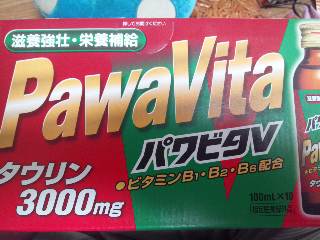 滋養強壮・栄養補給
PawaVita
パワビタV
タウリン
3000mg
●ビタミンB1・B2・B6配合
100mL×10